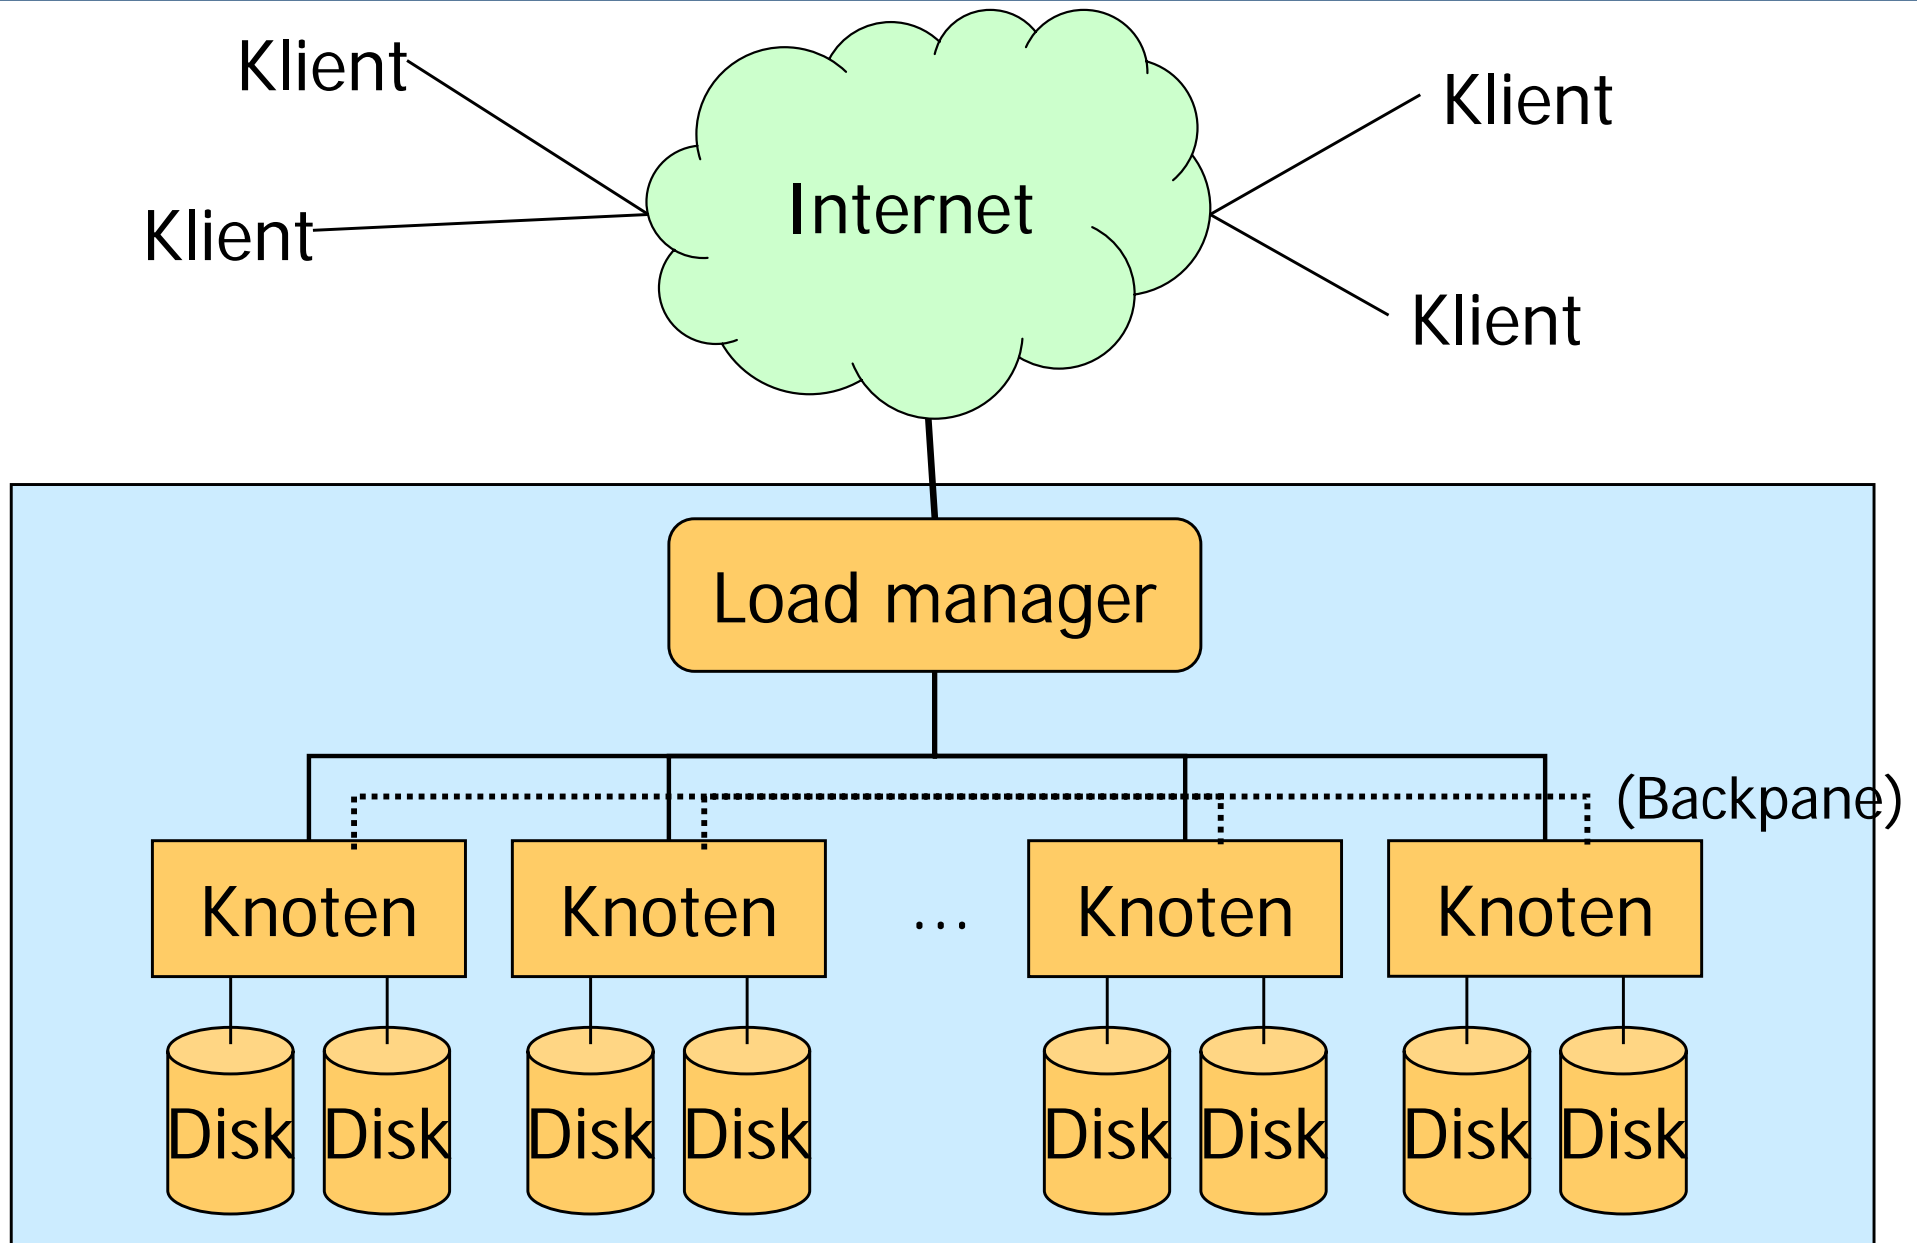 Klient
Klient
Klient
Internet
Klient
Load manager
(Backpane)
Knoten
Knoten
...
Knoten
Knoten
Disk
Disk
Disk
Disk
Disk
Disk
Disk
Disk